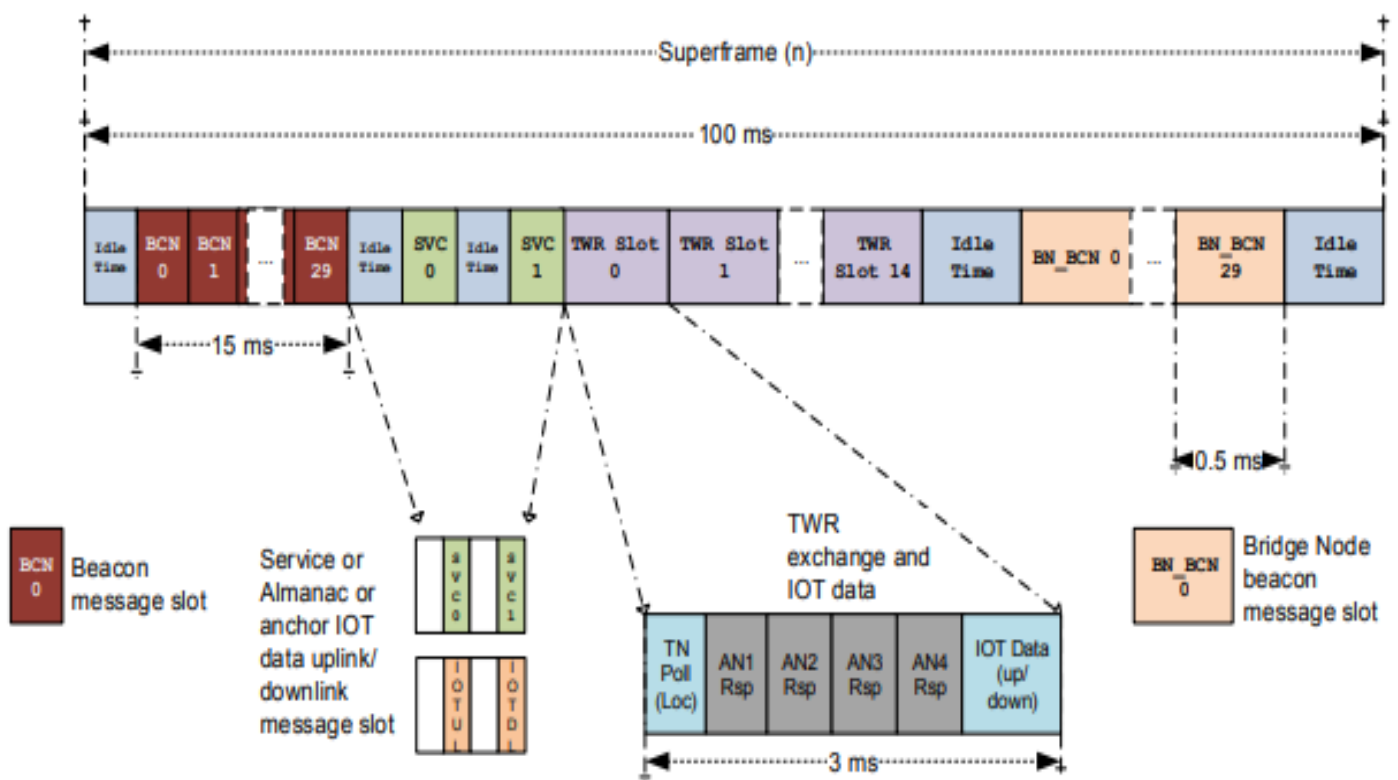 Superframe (n)
100 ms
Idle Time
BCN 0
BCN 1
...
BCN 29
Idle Time
SVC 0
Idle Time
SVC 1
TWR Slot 0
TWR Slot 1
...
TWR Slot 14
Idle Time
BN_BCN 0
...
BN_BCN 29
Idle Time
15 ms
0.5 ms
BCN 0
Beacon
message slot
Service or
Almanac or
anchor IOT
data uplink/
downlink
message slot
SVC0
SVC1
IOTUL
IOTDL
TWR
exchange and
IOT data
TN Poll (Loc)
AN1 Rsp
AN2 Rsp
AN3 Rsp
AN4 Rsp
IOT Data (up/down)
3 ms
BN_BCN 0
Bridge Node
beacon
message slot